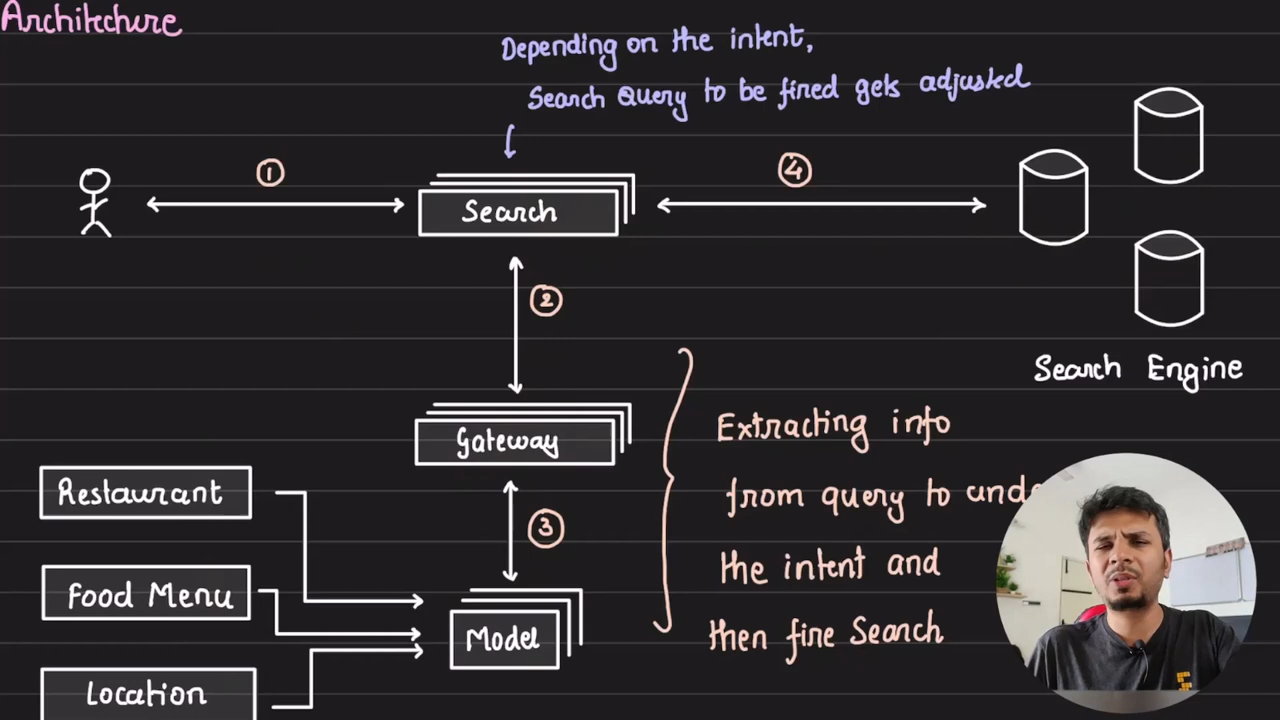 Architecture
Depending on the intent,
Search Query to be fired gets adjusted
1
4
Search
2
Search Engine
Gateway
Extracting info
from query to
the intent and
then fire Search
3
Restaurant
Food Menu
Location
Model